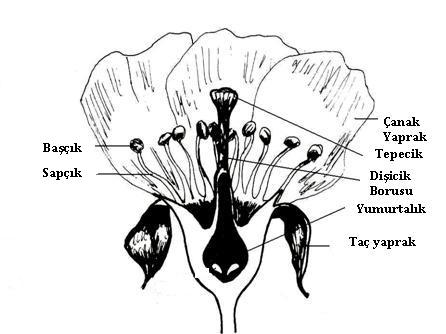 Başçık
Sapçık
Çanak
Yaprak
Tepecik
Dişicik
Borusu
Yumurtalık
Taç yaprak